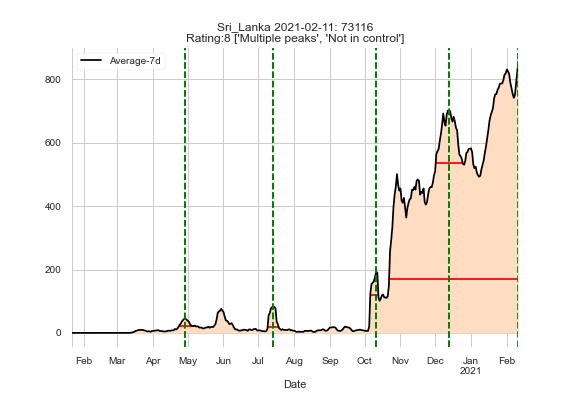 Sri_Lanka 2021-02-11: 73116
Rating:8 ['Multiple peaks', 'Not in control']
Average-7d
800
600
400
200
0
Feb Mar Apr May Jun Jul Aug Sep Oct Nov Dec Jan Feb
2021
Date